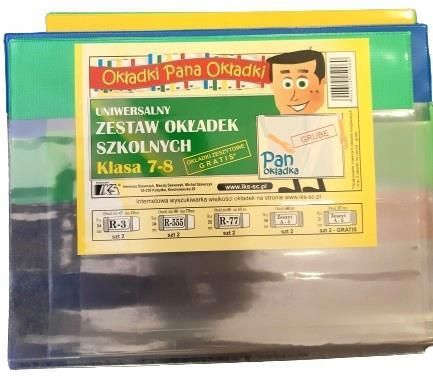 Okładki Pana Okładki
UNIWERSALNY
ZESTAW OKŁADEK
SZKOLNYCH
Klasa 7-8
OKŁADKI ZESZYTOWE
GRATIS*
GRUBE
Pan
okładka
IKS
www.iks-sc.pl
Internetowa wyszukiwarka wielkości okładek na stronie www.iks-sc.pl
R-3
szt 2
R-555
szt 2
R-77
szt 2
Zeszyt
A-5
szt 2
Zeszyt
A-5
szt 2 - GRATIS